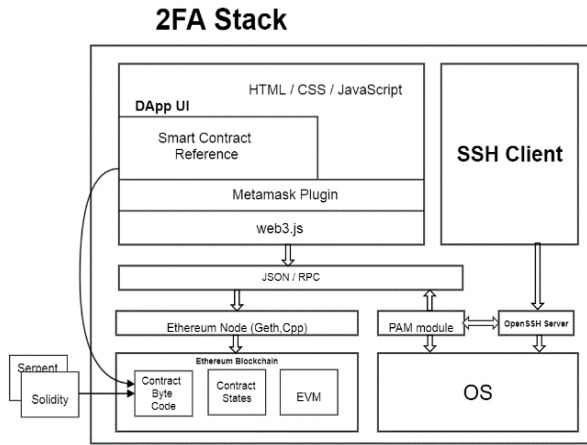 2FA Stack
HTML / CSS / JavaScript
DApp UI
Smart Contract
Reference
SSH Client
Metamask Plugin
web3.js
JSON / RPC
Ethereum Node (Geth,Cpp)
PAM module
OpenSSH Server
Ethereum Blockchain
Contract
Byte
Code
Contract
States
EVM
OS
Serpent
Solidity